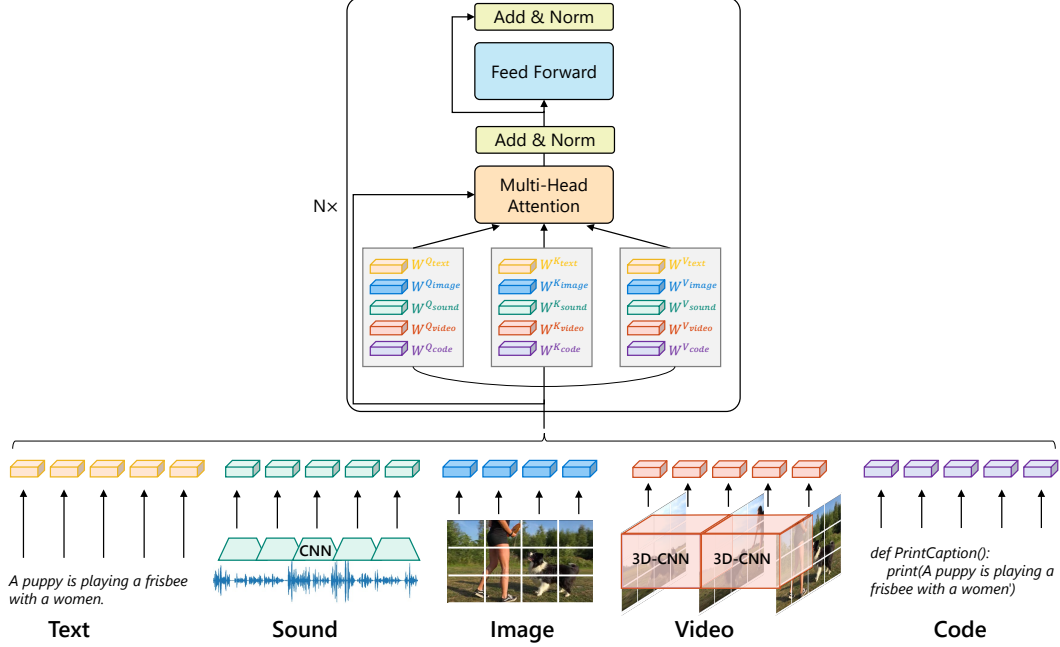 Add & Norm
Feed Forward
Add & Norm
Multi-Head
Attention
N×
W^Q_text
W^Q_image
W^Q_sound
W^Q_video
W^Q_code
W^K_text
W^K_image
W^K_sound
W^K_video
W^K_code
W^V_text
W^V_image
W^V_sound
W^V_video
W^V_code
CNN
3D-CNN
3D-CNN
A puppy is playing a frisbee
with a women.
def PrintCaption():
print(A puppy is playing a
frisbee with a women')
Text
Sound
Image
Video
Code